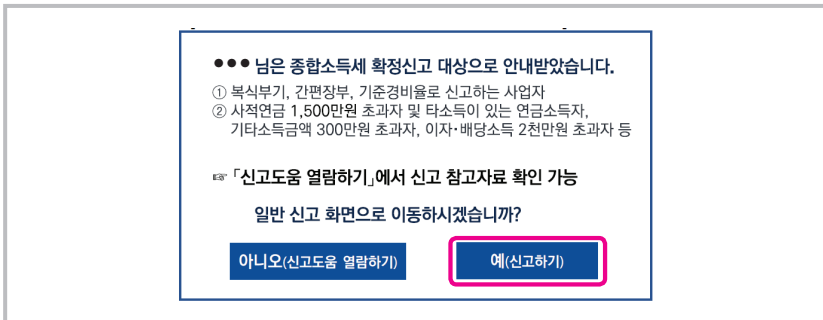 ●●● 님은 종합소득세 확정신고 대상으로 안내받았습니다.
① 복식부기, 간편장부, 기준경비율로 신고하는 사업자
② 사적연금 1,500만원 초과자 및 타소득이 있는 연금소득자,
기타소득금액 300만원 초과자, 이자·배당소득 2천만원 초과자 등
☞ 「신고도움 열람하기」에서 신고 참고자료 확인 가능
일반 신고 화면으로 이동하시겠습니까?
아니오(신고도움 열람하기) 예(신고하기)